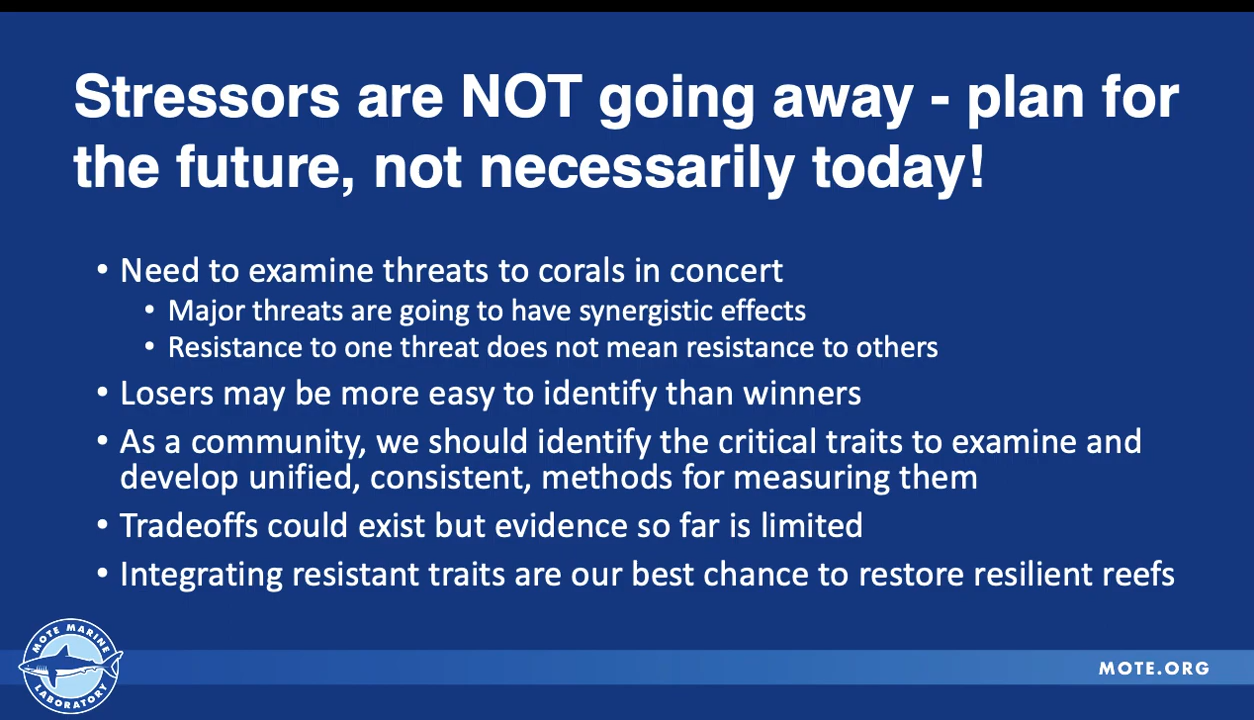 Stressors are NOT going away - plan for
the future, not necessarily today!
• Need to examine threats to corals in concert
• Major threats are going to have synergistic effects
• Resistance to one threat does not mean resistance to others
• Losers may be more easy to identify than winners
• As a community, we should identify the critical traits to examine and
develop unified, consistent, methods for measuring them
• Tradeoffs could exist but evidence so far is limited
• Integrating resistant traits are our best chance to restore resilient reefs
MOTE MARINE
LABORATORY
MOTE.ORG